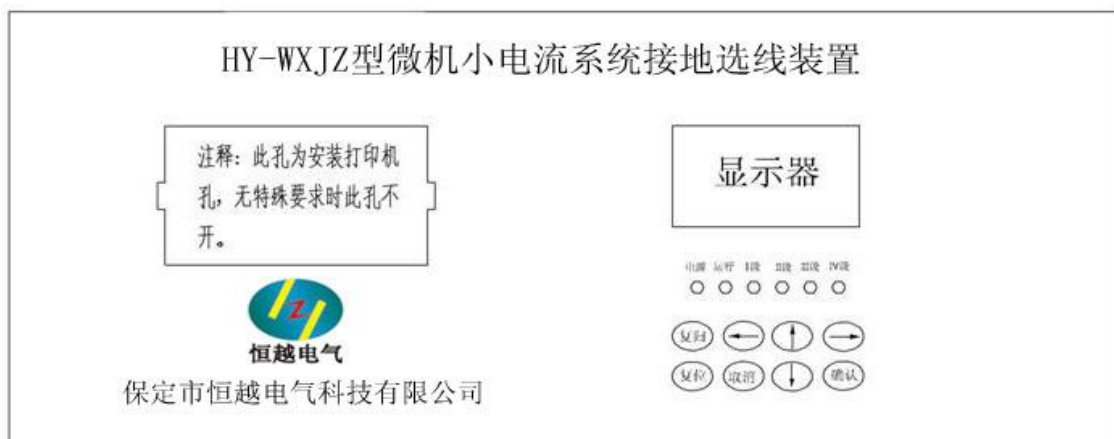 HY-WXJZ型微机小电流系统接地选线装置
注释：此孔为安装打印机
孔，无特殊要求时此孔不
开。
显示器
电源 运行 I段 II段 III段 IV段
复归
复位 取消 确认
Z
恒越电气
保定市恒越电气科技有限公司